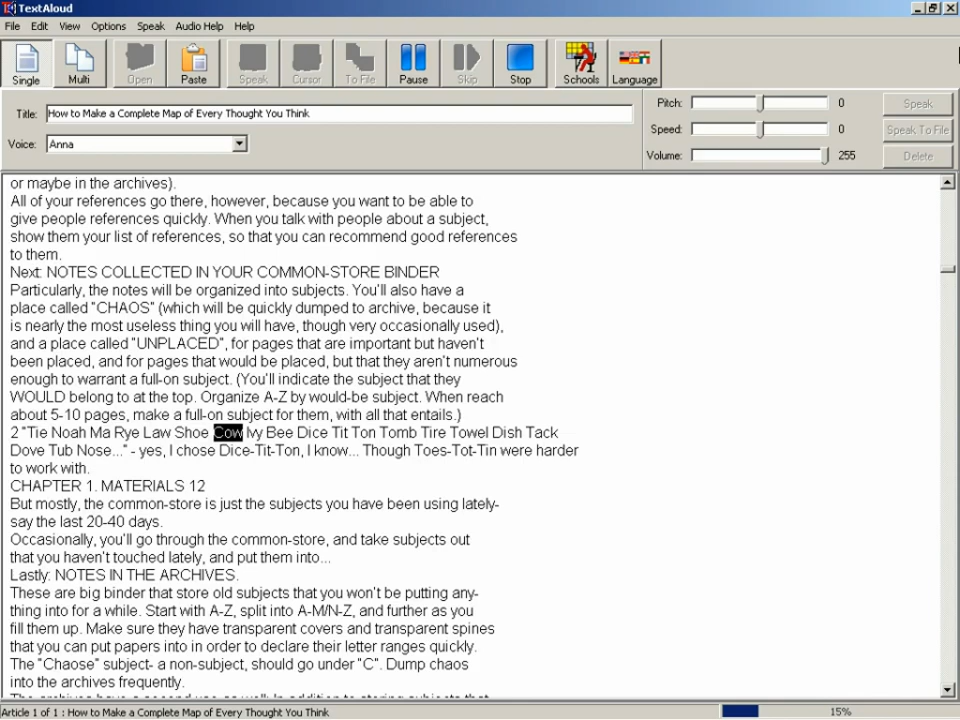 TextAloud
File Edit View Options Speak Audio Help Help
Single Multi Open Paste Speak Cursor To File Pause Skip Stop Schools Language
Title: How to Make a Complete Map of Every Thought You Think
Voice: Anna
Pitch: 0 Speak
Speed: 0 Speak To File
Volume: 255 Delete
or maybe in the archives).
All of your references go there, however, because you want to be able to
give people references quickly. When you talk with people about a subject,
show them your list of references, so that you can recommend good references
to them.
Next: NOTES COLLECTED IN YOUR COMMON-STORE BINDER
Particularly, the notes will be organized into subjects. You'll also have a
place called "CHAOS" (which will be quickly dumped to archive, because it
is nearly the most useless thing you will have, though very occasionally used),
and a place called "UNPLACED", for pages that are important but haven't
been placed, and for pages that would be placed, but that they aren't numerous
enough to warrant a full-on subject. (You'll indicate the subject that they
WOULD belong to at the top. Organize A-Z by would-be subject. When reach
about 5-10 pages, make a full-on subject for them, with all that entails.)
2 "Tie Noah Ma Rye Law Shoe Cow Ivy Bee Dice Tit Ton Tomb Tire Towel Dish Tack
Dove Tub Nose..." - yes, I chose Dice-Tit-Ton, I know... Though Toes-Tot-Tin were harder
to work with.
CHAPTER 1. MATERIALS 12
But mostly, the common-store is just the subjects you have been using lately-
say the last 20-40 days.
Occasionally, you'll go through the common-store, and take subjects out
that you haven't touched lately, and put them into...
Lastly: NOTES IN THE ARCHIVES.
These are big binder that store old subjects that you won't be putting any-
thing into for a while. Start with A-Z, split into A-M/N-Z, and further as you
fill them up. Make sure they have transparent covers and transparent spines
that you can put papers into in order to declare their letter ranges quickly.
The "Chaose" subject- a non-subject, should go under "C". Dump chaos
into the archives frequently.
The archives have a second use as well: In addition to storing subjects that
Article 1 of 1 : How to Make a Complete Map of Every Thought You Think 15%